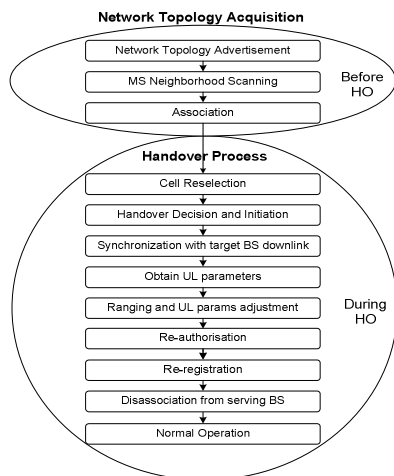 Network Topology Acquisition
Network Topology Advertisement
MS Neighborhood Scanning
Association
Before
HO
Handover Process
Cell Reselection
Handover Decision and Initiation
Synchronization with target BS downlink
Obtain UL parameters
Ranging and UL params adjustment
Re-authorisation
Re-registration
Disassociation from serving BS
Normal Operation
During
HO